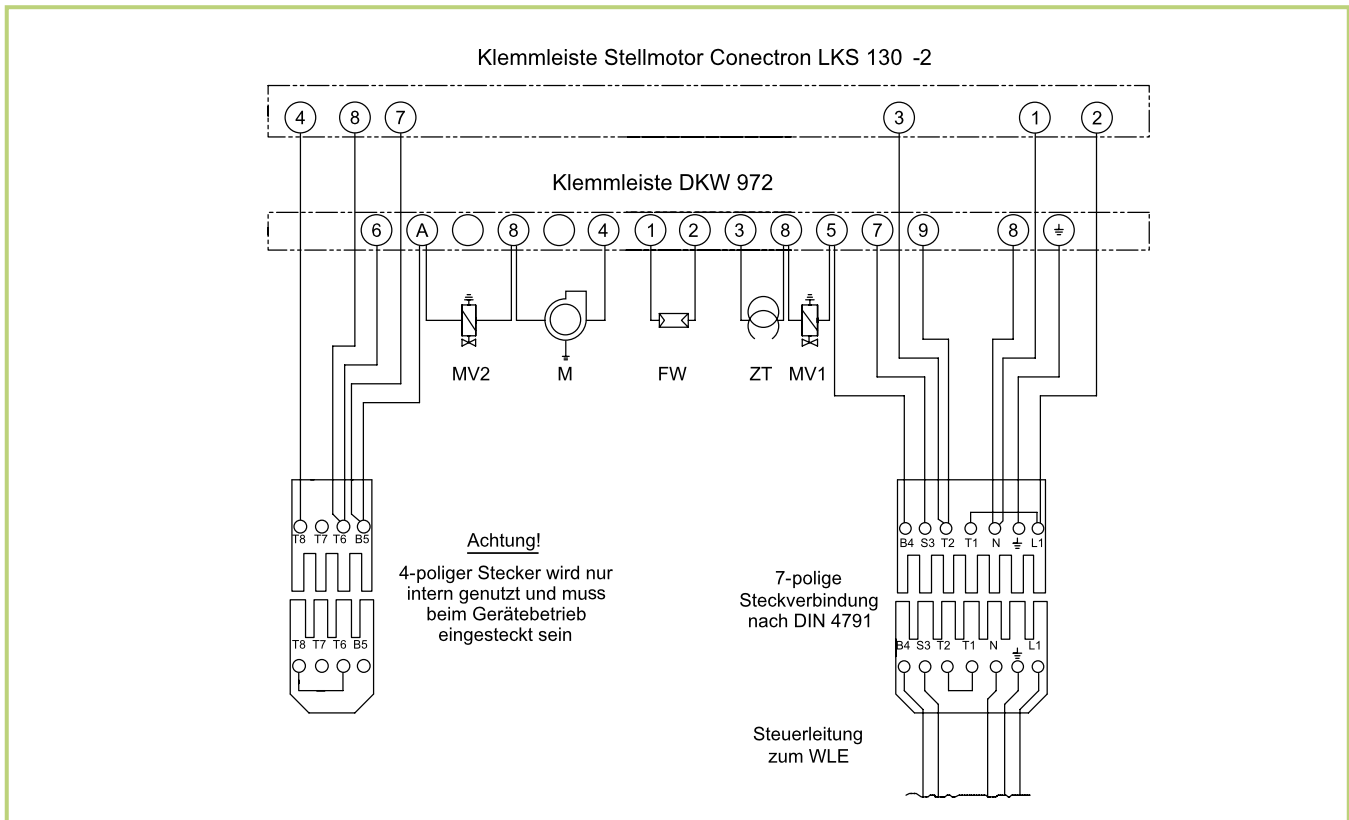 Klemmleiste Stellmotor Conectron LKS 130 -2
4 8 7 3 1 2
Klemmleiste DKW 972
6 A 8 4 1 2 3 8 5 7 9 8
MV2 M FW ZT MV1
T8 T7 T6 B5
B4 S3 T2 T1 N L1
Achtung!
4-poliger Stecker wird nur
intern genutzt und muss
beim Gerätebetrieb
eingesteckt sein
7-polige
Steckverbindung
nach DIN 4791
T8 T7 T6 B5
B4 S3 T2 T1 N L1
Steuerleitung
zum WLE